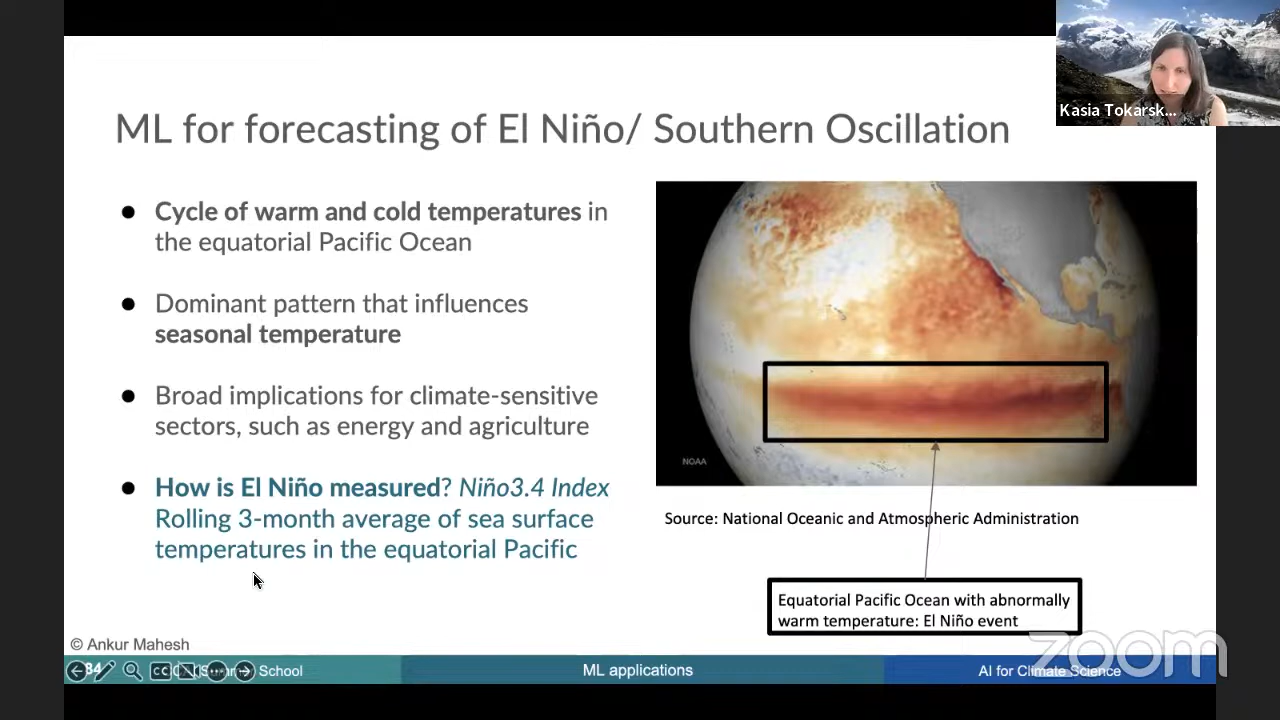 Kasia Tokarsk...
ML for forecasting of El Niño/ Southern Oscillation
● Cycle of warm and cold temperatures in
the equatorial Pacific Ocean
● Dominant pattern that influences
seasonal temperature
● Broad implications for climate-sensitive
sectors, such as energy and agriculture
● How is El Niño measured? Niño3.4 Index
Rolling 3-month average of sea surface
temperatures in the equatorial Pacific
NOAA
Source: National Oceanic and Atmospheric Administration
Equatorial Pacific Ocean with abnormally
warm temperature: El Niño event
© Ankur Mahesh
84
School
ML applications
AI for Climate Science
zoom